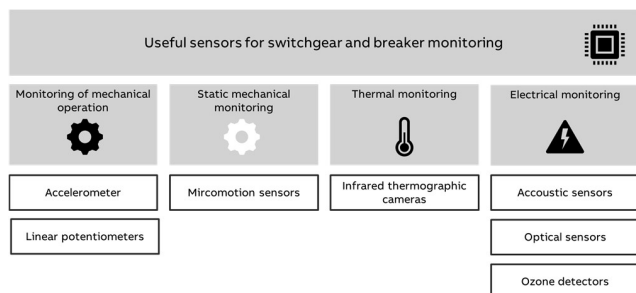 Useful sensors for switchgear and breaker monitoring
Monitoring of mechanical
operation
Static mechanical
monitoring
Thermal monitoring
Electrical monitoring
Accelerometer
Mircomotion sensors
Infrared thermographic
cameras
Accoustic sensors
Linear potentiometers
Optical sensors
Ozone detectors